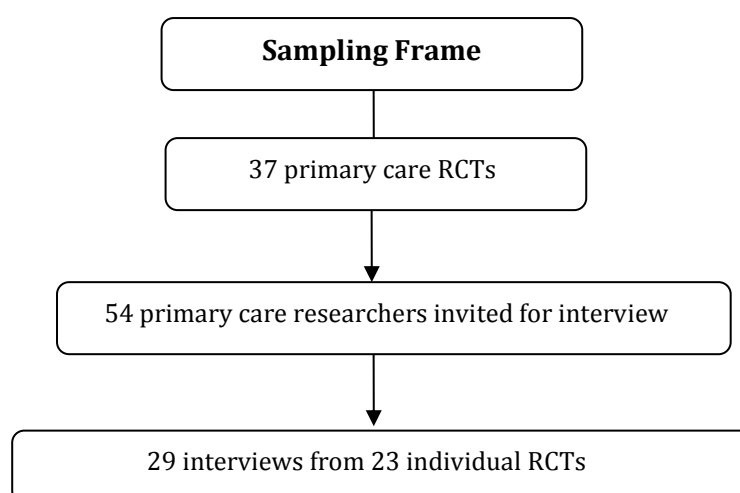 Sampling Frame
37 primary care RCTs
54 primary care researchers invited for interview
29 interviews from 23 individual RCTs